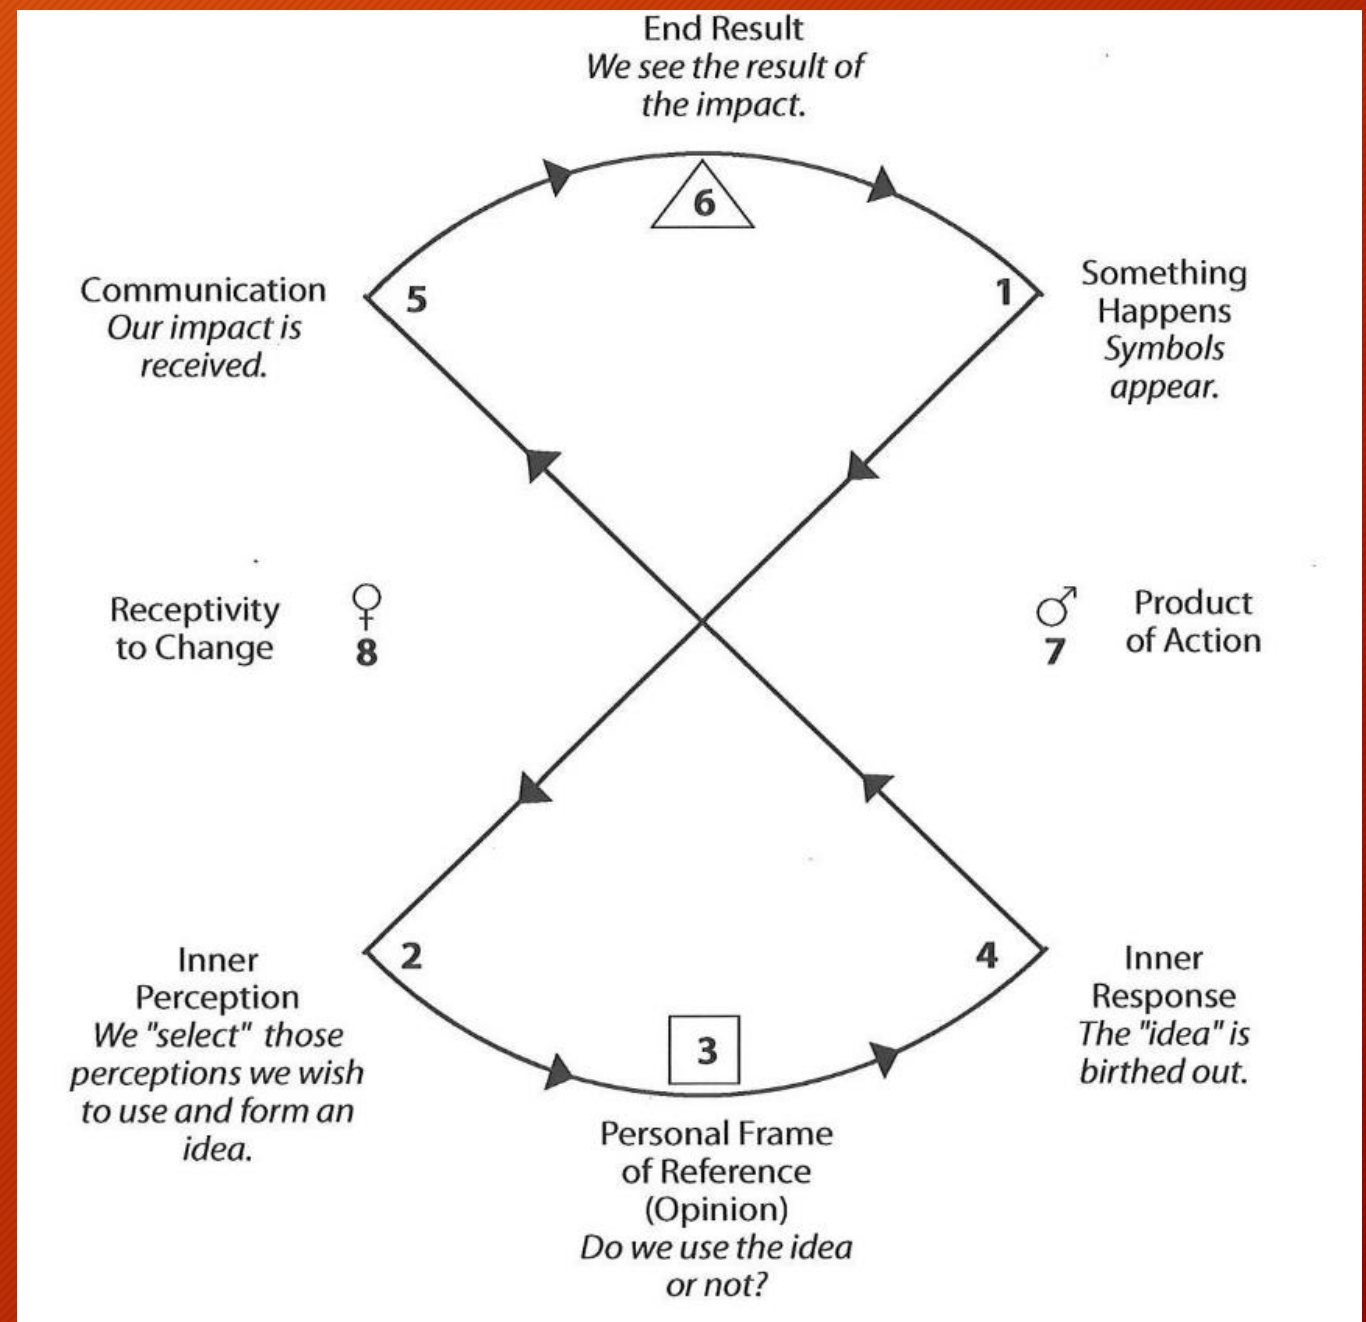 End Result
We see the result of
the impact.
6
Communication
Our impact is
received.
5
1
Something
Happens
Symbols
appear.
Receptivity
to Change
8
7
Product
of Action
Inner
Perception
We "select" those
perceptions we wish
to use and form an
idea.
2
3
4
Inner
Response
The "idea" is
birthed out.
Personal Frame
of Reference
(Opinion)
Do we use the idea
or not?